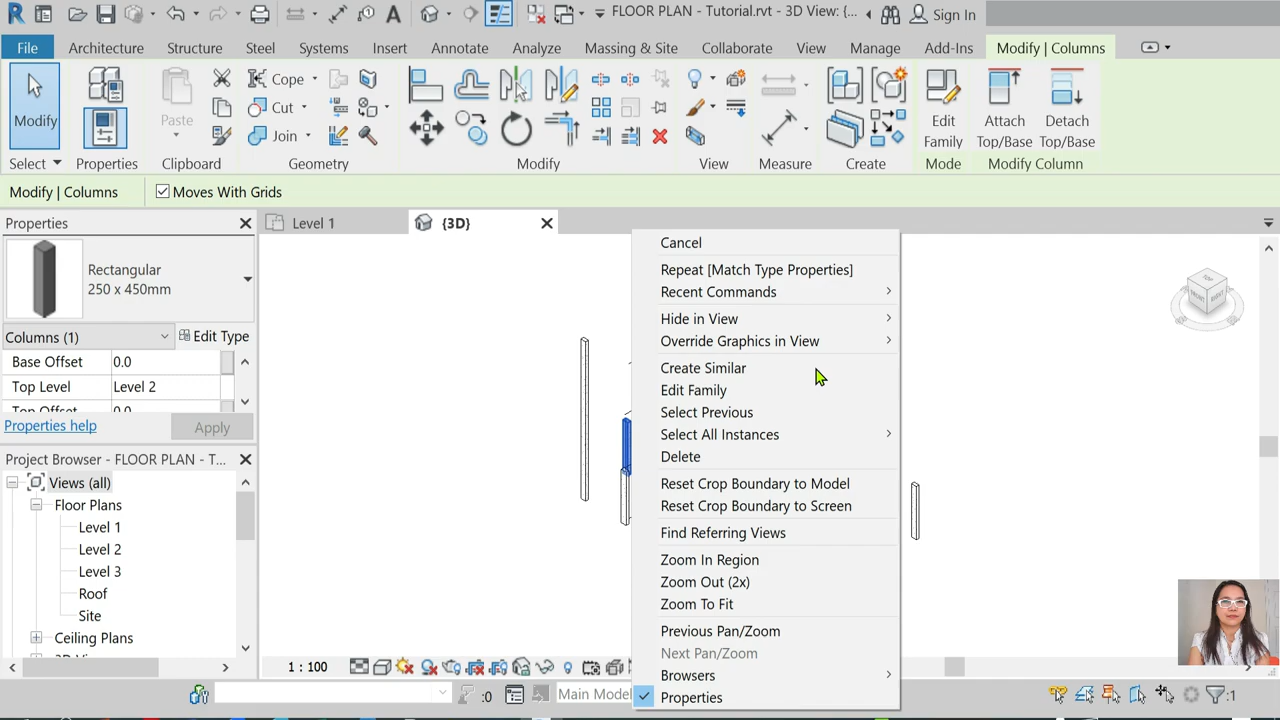 FLOOR PLAN - Tutorial.rvt - 3D View: {...
Sign In
File
Architecture
Structure
Steel
Systems
Insert
Annotate
Analyze
Massing & Site
Collaborate
View
Manage
Add-Ins
Modify | Columns
Modify
Paste
Cope
Cut
Join
Edit
Family
Attach
Top/Base
Detach
Top/Base
Select
Properties
Clipboard
Geometry
Modify
View
Measure
Create
Mode
Modify Column
Modify | Columns
Moves With Grids
Properties
Level 1
{3D}
Rectangular
250 x 450mm
Columns (1)
Edit Type
Base Offset 0.0
Top Level Level 2
Top Offset 0.0
Properties help
Apply
Project Browser - FLOOR PLAN - T...
Views (all)
Floor Plans
Level 1
Level 2
Level 3
Roof
Site
Ceiling Plans
Cancel
Repeat [Match Type Properties]
Recent Commands
Hide in View
Override Graphics in View
Create Similar
Edit Family
Select Previous
Select All Instances
Delete
Reset Crop Boundary to Model
Reset Crop Boundary to Screen
Find Referring Views
Zoom In Region
Zoom Out (2x)
Zoom To Fit
Previous Pan/Zoom
Next Pan/Zoom
Browsers
Properties
TOP
FRONT
RIGHT
1 : 100
:0
Main Model
:1